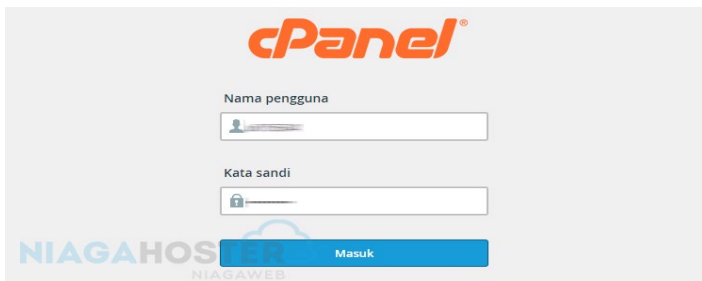 cPanel®
Nama pengguna
Kata sandi
Masuk
NIAGAHOSTER
NIAGAWEB